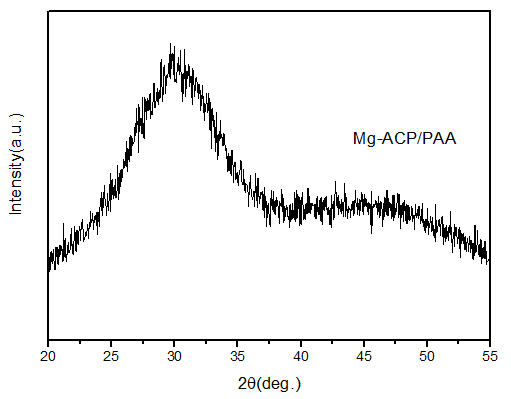 Mg-ACP/PAA
Intensity(a.u.)
20 25 30 35 40 45 50 55
2θ(deg.)